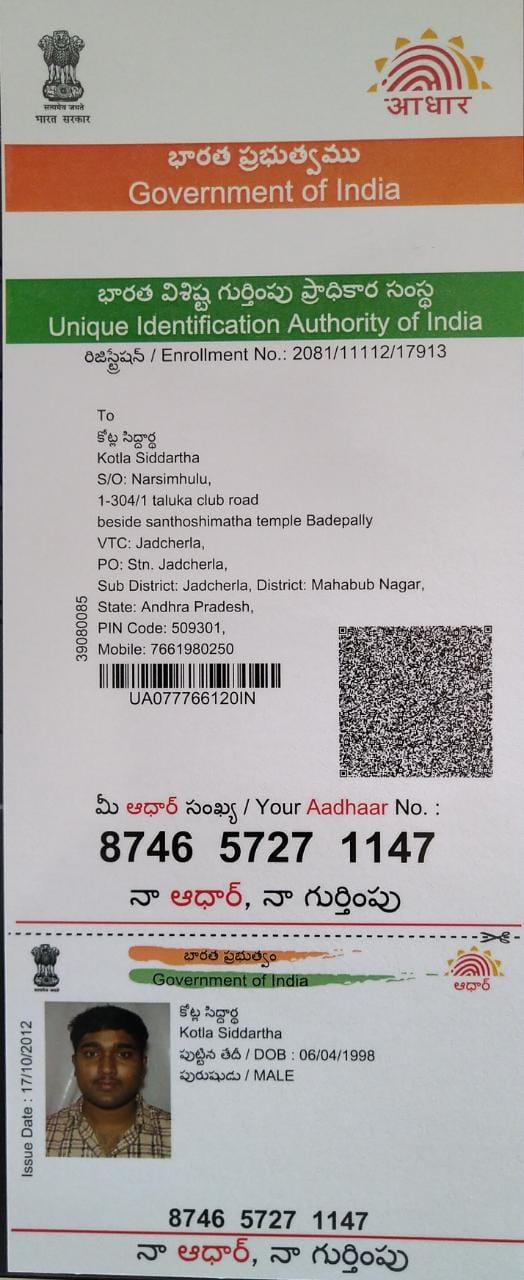 सत्यमेव जयते
भारत सरकार
आधार
భారత ప్రభుత్వము
Government of India
భారత విశిష్ట గుర్తింపు ప్రాధికార సంస్థ
Unique Identification Authority of India
రిజిస్ట్రేషన్ / Enrollment No.: 2081/11112/17913
To
కోట్ల సిద్దార్థ
Kotla Siddartha
S/O: Narsimhulu,
1-304/1 taluka club road
beside santhoshimatha temple Badepally
VTC: Jadcherla,
PO: Stn. Jadcherla,
Sub District: Jadcherla, District: Mahabub Nagar,
State: Andhra Pradesh,
PIN Code: 509301,
Mobile: 7661980250
39080085
UA077766120IN
మీ ఆధార్ సంఖ్య / Your Aadhaar No. :
8746 5727 1147
నా ఆధార్, నా గుర్తింపు
భారత ప్రభుత్వం
Government of India
ఆధార్
కోట్ల సిద్దార్థ
Kotla Siddartha
పుట్టిన తేదీ / DOB : 06/04/1998
పురుషుడు / MALE
Issue Date : 17/10/2012
8746 5727 1147
నా ఆధార్, నా గుర్తింపు